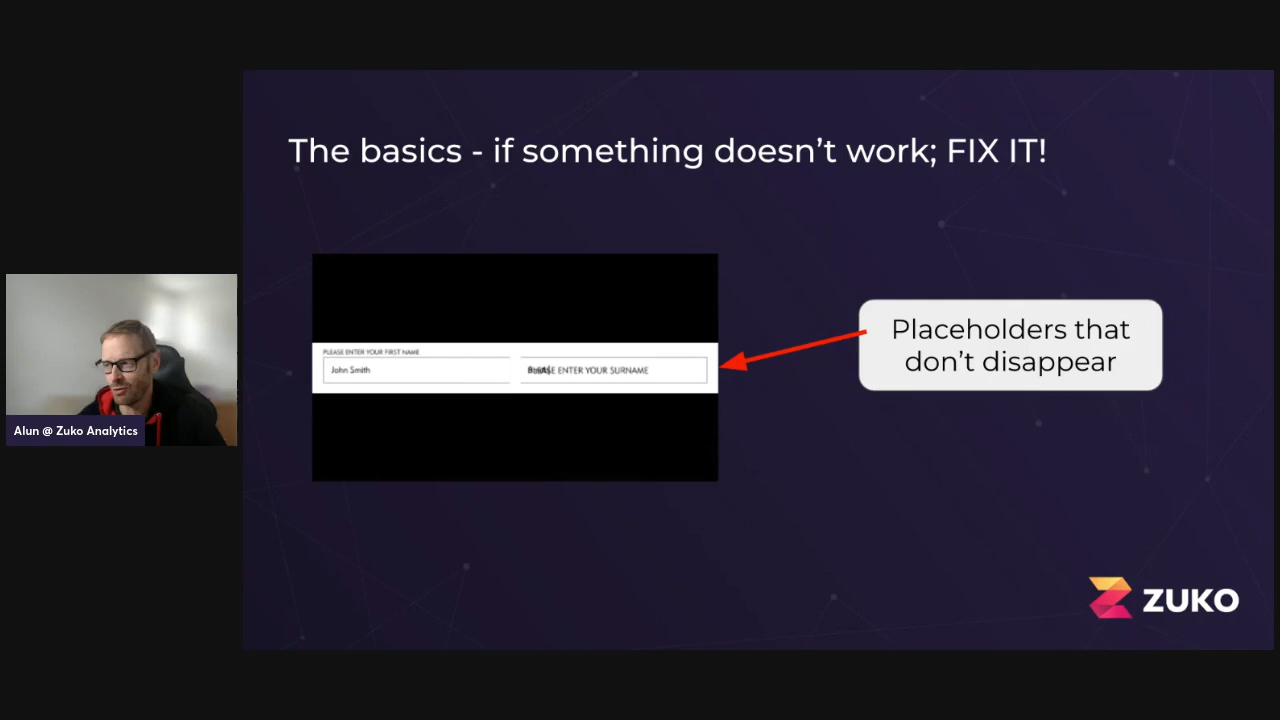 The basics - if something doesn't work; FIX IT!
PLEASE ENTER YOUR FIRST NAME
John Smith
ENTER YOUR SURNAME
Placeholders that
don't disappear
Alun @ Zuko Analytics
ZUKO